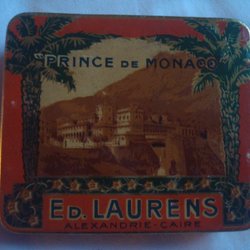 PRINCE DE MONACO
ED. LAURENS
ALEXANDRIE-CAIRE